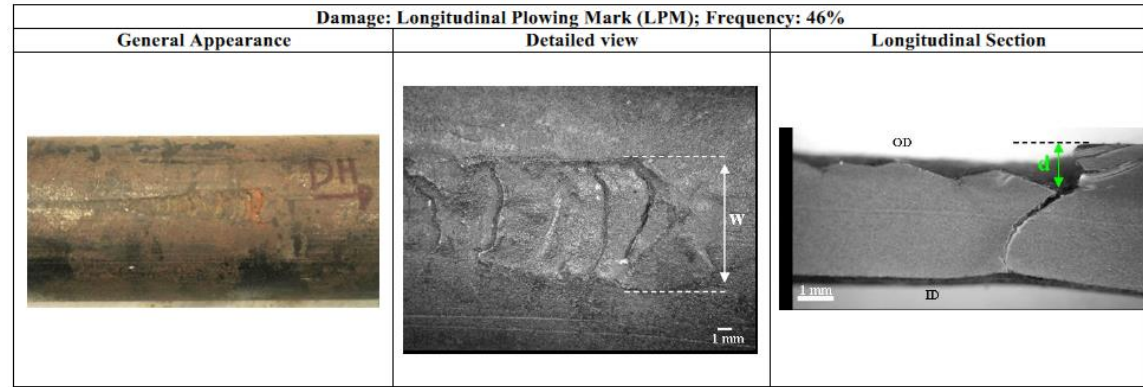 Damage: Longitudinal Plowing Mark (LPM); Frequency: 46%
General Appearance
Detailed view
Longitudinal Section
DH
W
1 mm
OD
d
1 mm
ID